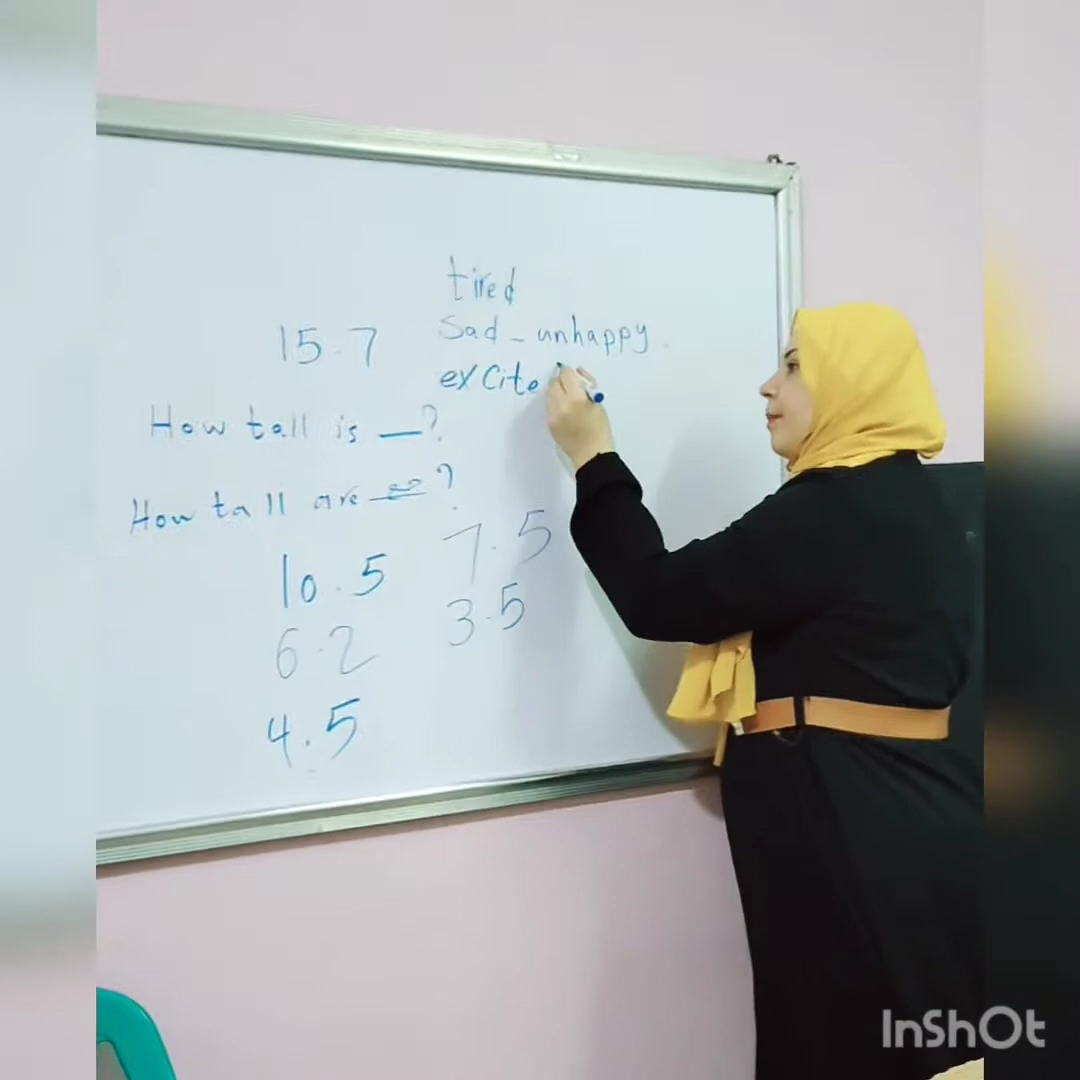 tired
Sad - unhappy
excite
15.7
How tall is __?
How tall are __?
10.5
6.2
4.5
7.5
3.5
InShOt